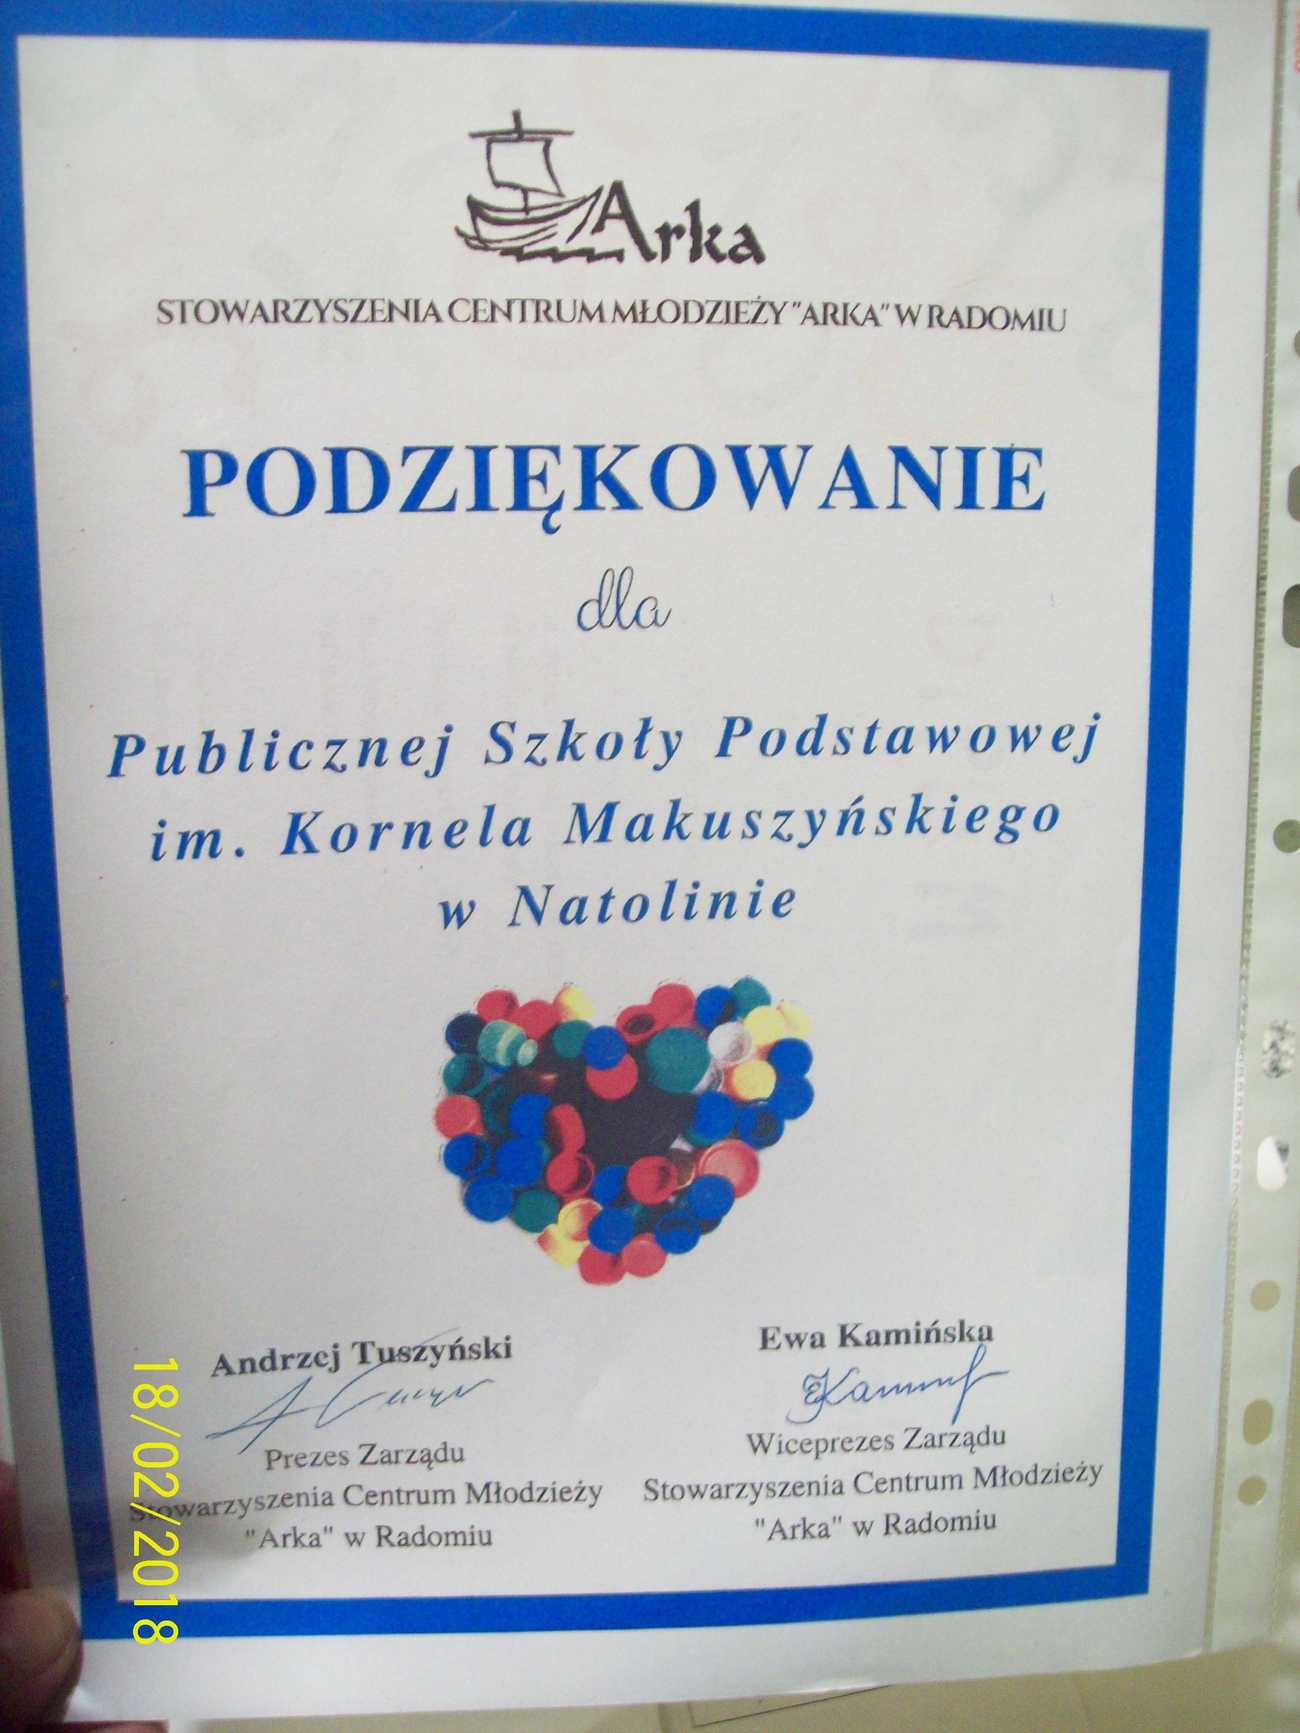 Arka
STOWARZYSZENIA CENTRUM MŁODZIEŻY "ARKA" W RADOMIU
PODZIĘKOWANIE
dla
Publicznej Szkoły Podstawowej
im. Kornela Makuszyńskiego
w Natolinie
Andrzej Tuszyński
Prezes Zarządu
Stowarzyszenia Centrum Młodzieży
"Arka" w Radomiu
Ewa Kamińska
Wiceprezes Zarządu
Stowarzyszenia Centrum Młodzieży
"Arka" w Radomiu
18/02/2018